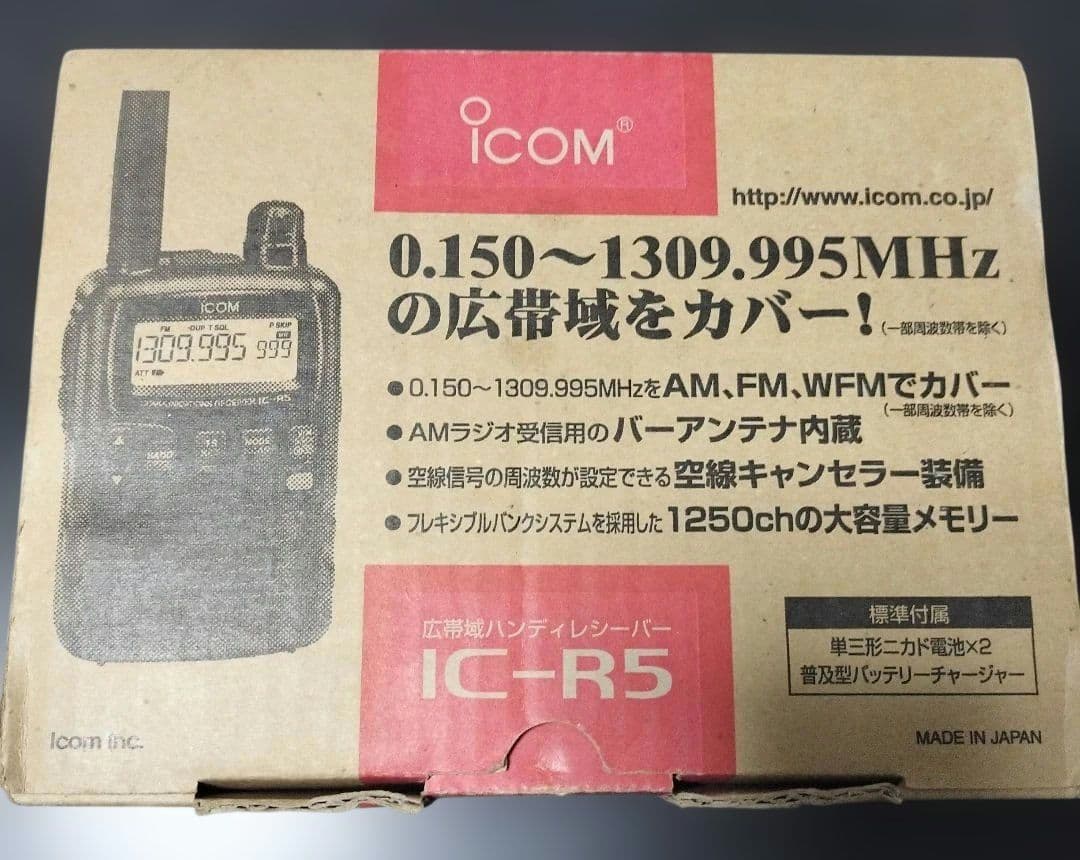 ICOM®
http://www.icom.co.jp/
0.150～1309.995MHz
の広帯域をカバー!(一部周波数帯を除く)
●0.150～1309.995MHzをAM、FM、WFMでカバー
(一部周波数帯を除く)
●AMラジオ受信用のバーアンテナ内蔵
●空線信号の周波数が設定できる空線キャンセラー装備
●フレキシブルバンクシステムを採用した1250chの大容量メモリー
ICOM
FM -DUP T SQL P SKIP
1309.995 999
ATT
COMMUNICATIONS RECEIVER IC-R5
BAND TS MODE
広帯域ハンディレシーバー
IC-R5
標準付属
単三形ニカド電池×2
普及型バッテリーチャージャー
Icom Inc.
MADE IN JAPAN